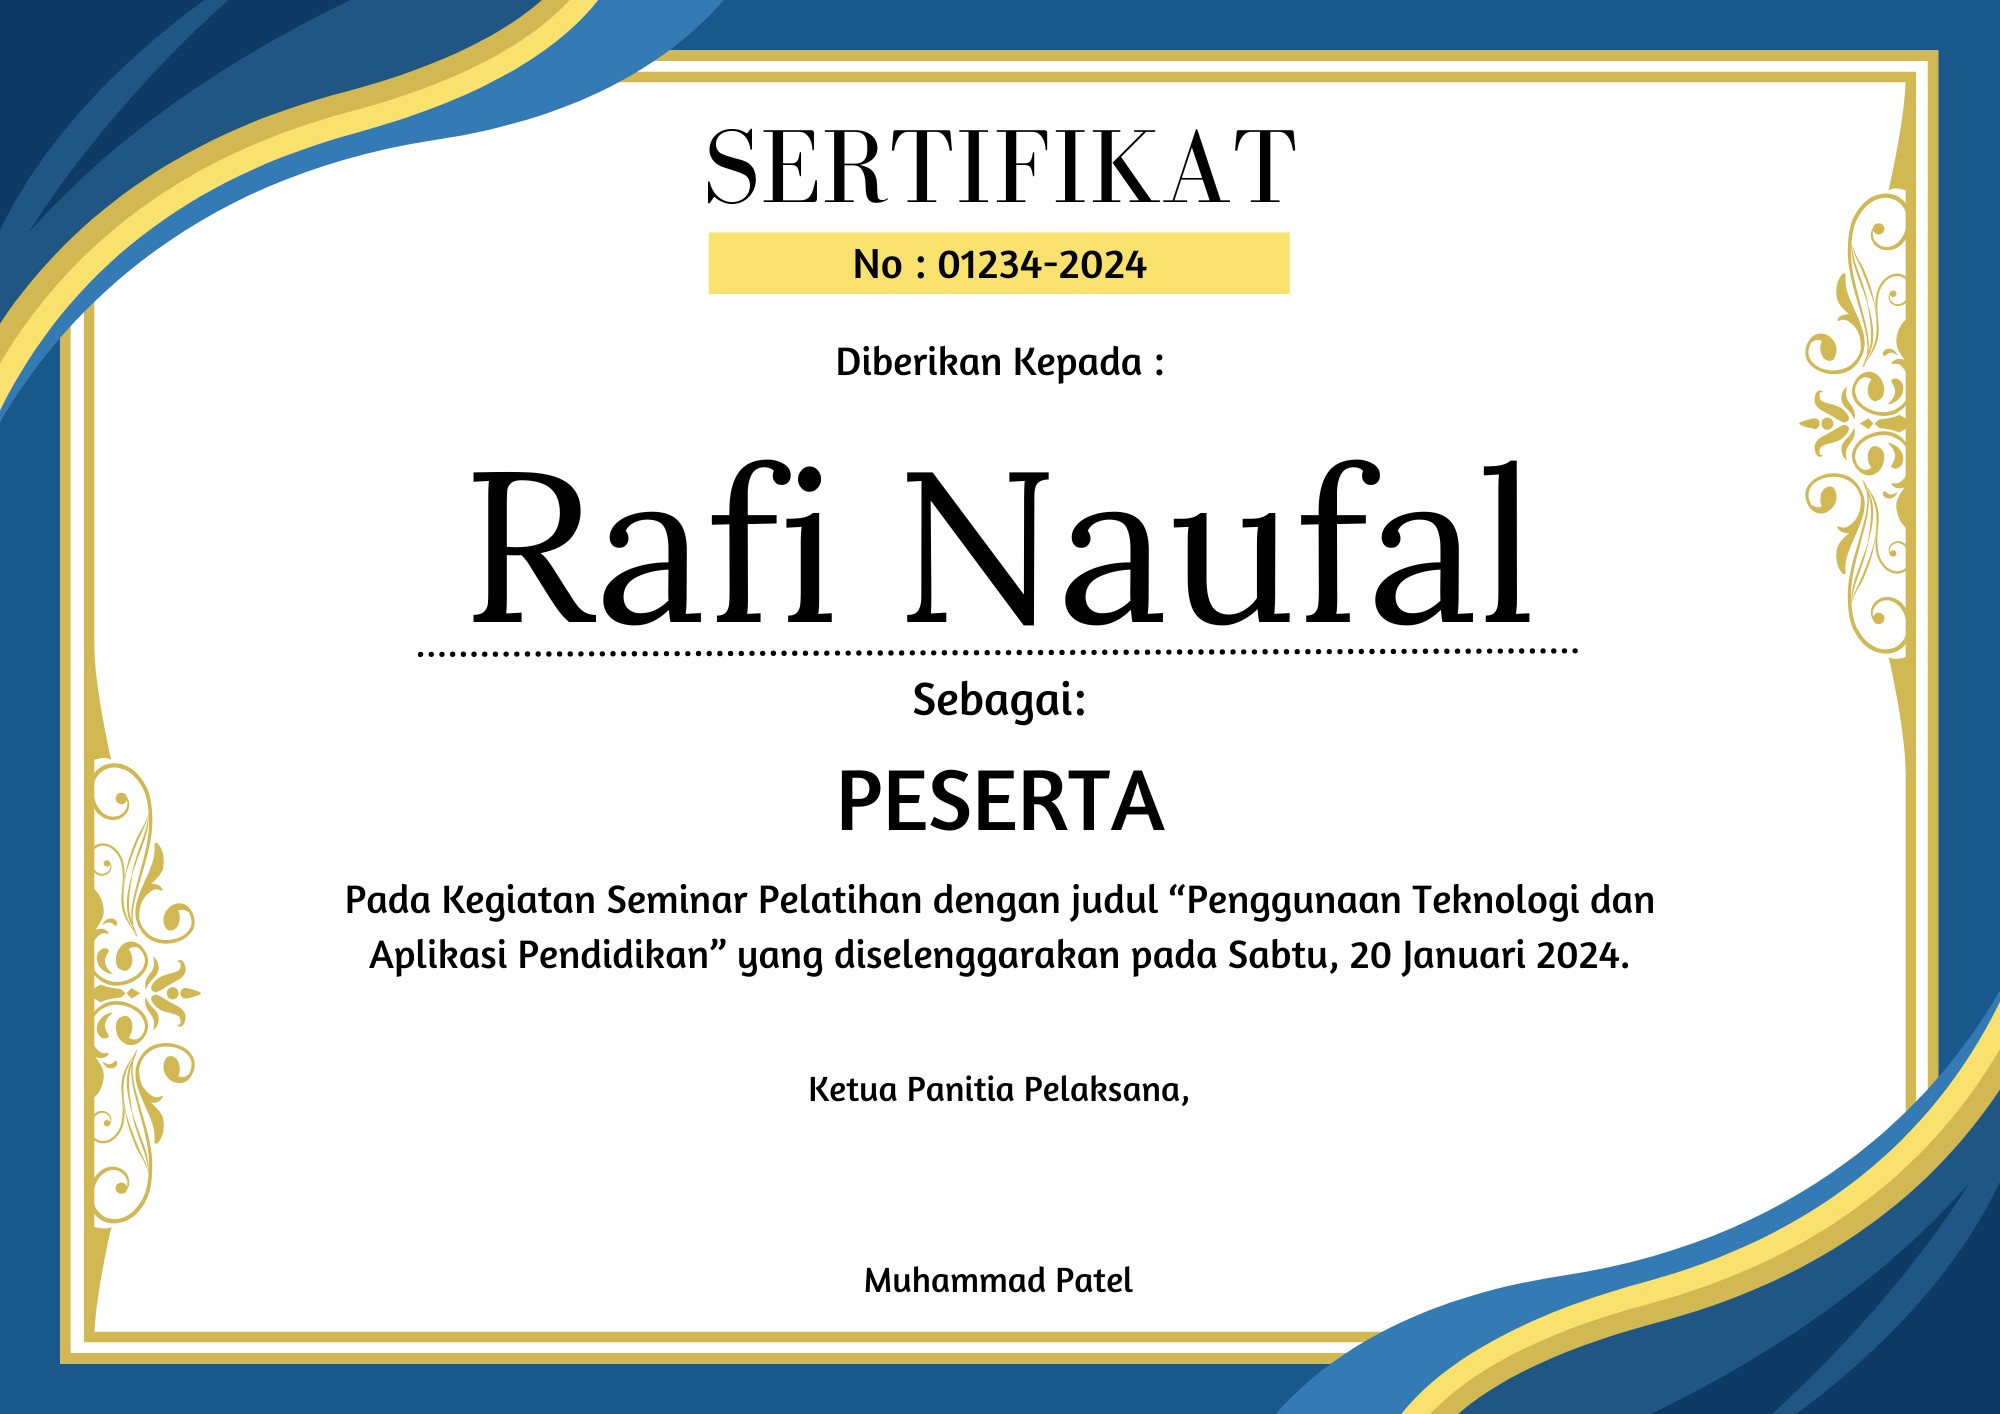 SERTIFIKAT
No : 01234-2024
Diberikan Kepada :
Rafi Naufal
Sebagai:
PESERTA
Pada Kegiatan Seminar Pelatihan dengan judul “Penggunaan Teknologi dan
Aplikasi Pendidikan” yang diselenggarakan pada Sabtu, 20 Januari 2024.
Ketua Panitia Pelaksana,
Muhammad Patel